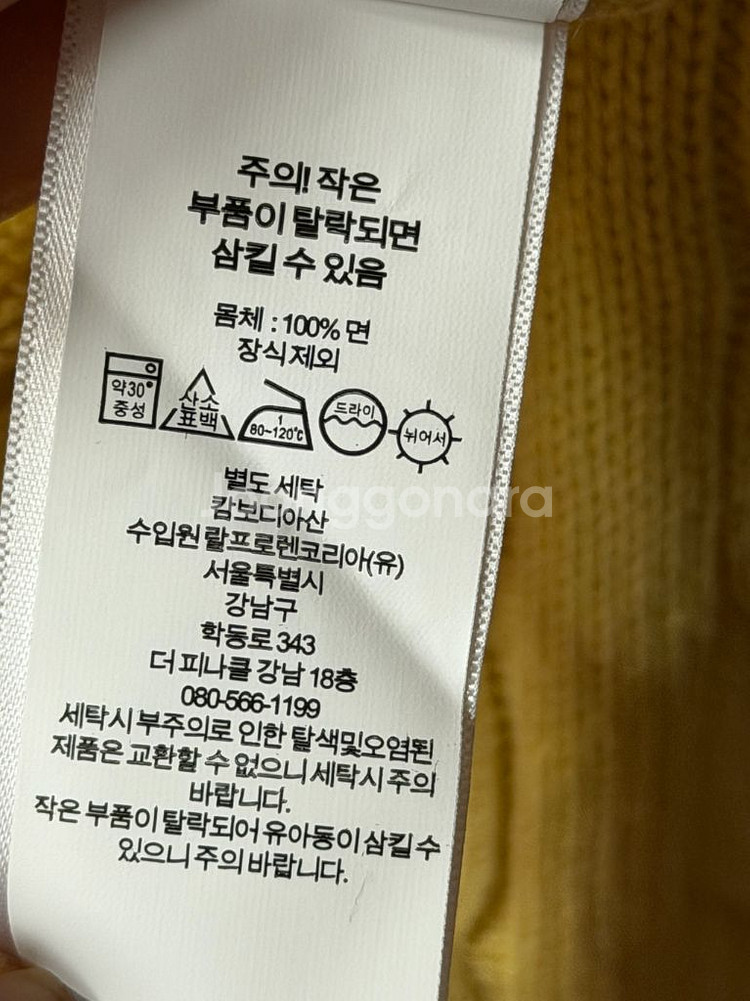 주의! 작은
부품이 탈락되면
삼킬 수 있음
몸체 : 100% 면
장식 제외
약30°
중성
산소
표백
1
80~120℃
드라이
뉘어서
별도 세탁
캄보디아산
수입원 랄프로렌코리아(유)
서울특별시
강남구
학동로 343
더 피나클 강남 18층
080-566-1199
세탁시 부주의로 인한 탈색및오염된
제품은 교환할 수 없으니 세탁시 주의
바랍니다.
작은 부품이 탈락되어 유아동이 삼킬 수
있으니 주의 바랍니다.